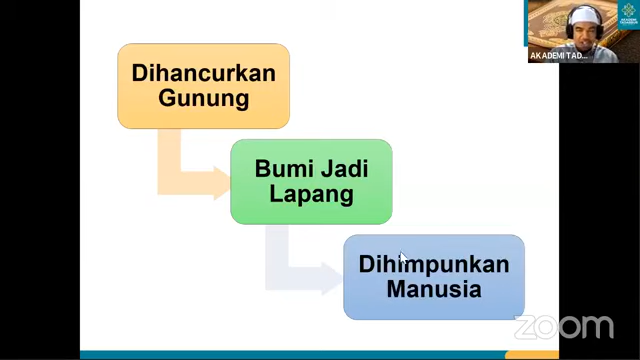 Dihancurkan
Gunung
Bumi Jadi
Lapang
Dihimpunkan
Manusia
AKADEMI TAD...
zoom